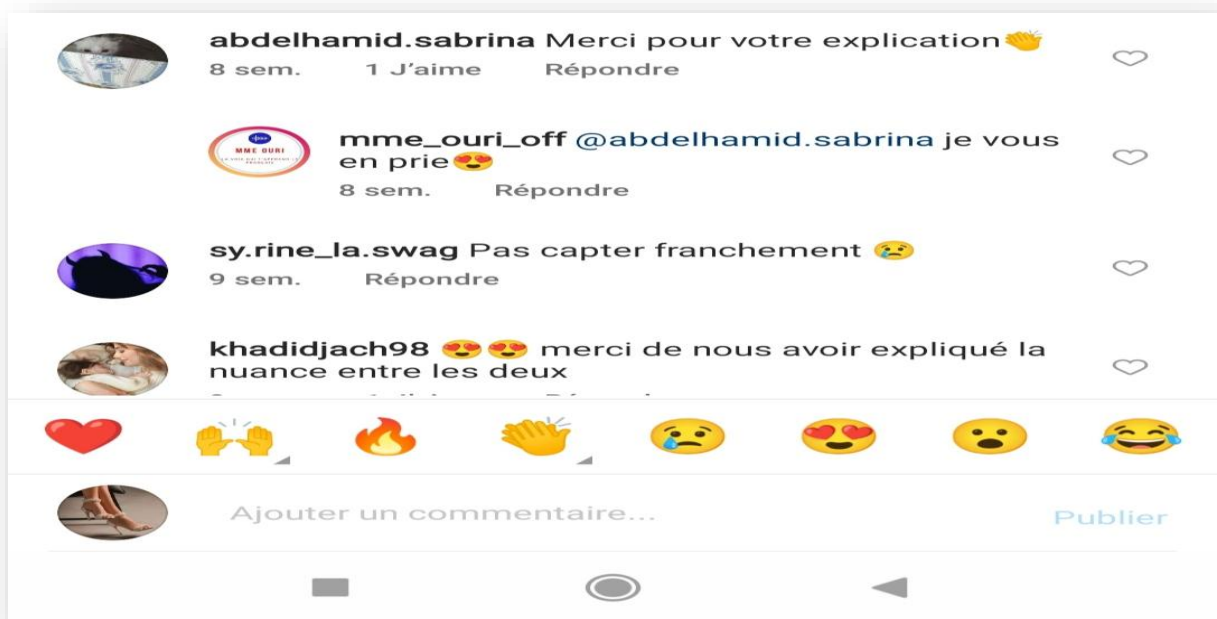 abdelhamid.sabrina Merci pour votre explication👏
8 sem. 1 J'aime Répondre
MME OURI
mme_ouri_off @abdelhamid.sabrina je vous
en prie😍
8 sem. Répondre
sy.rine_la.swag Pas capter franchement 😢
9 sem. Répondre
khadidjach98 😍😍 merci de nous avoir expliqué la
nuance entre les deux
Ajouter un commentaire...
Publier